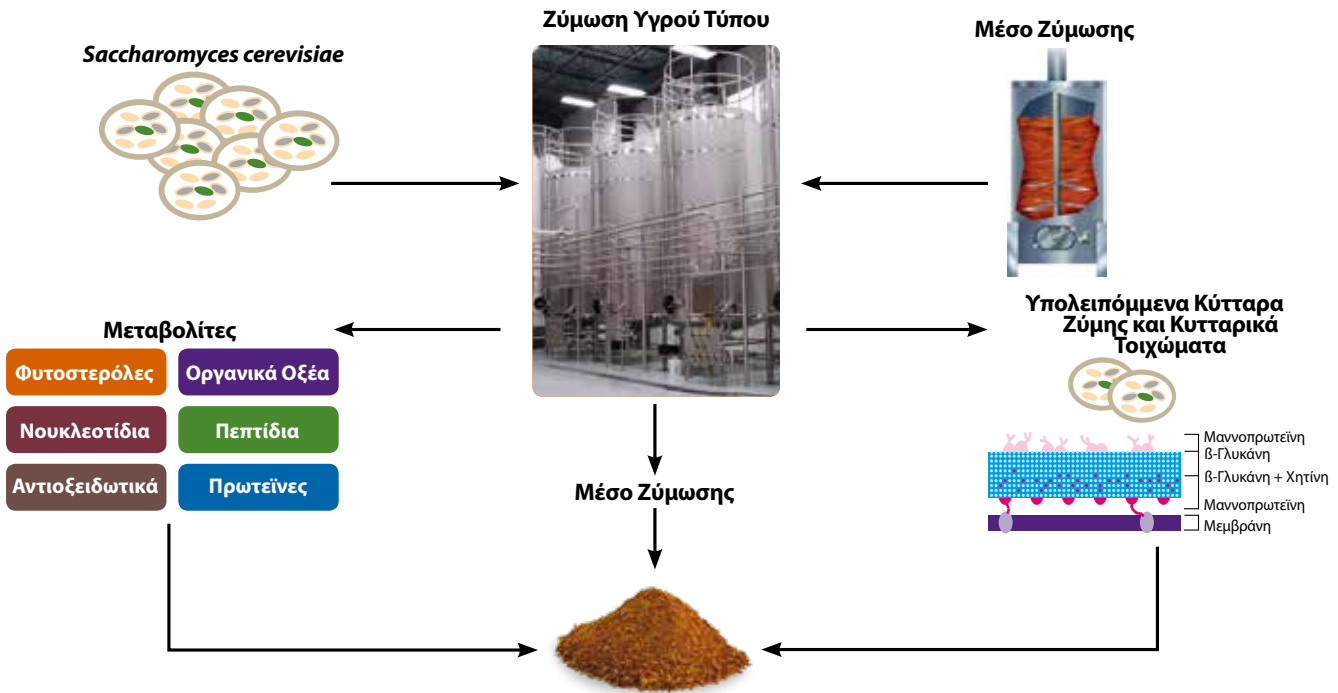 Ζύμωση Υγρού Τύπου
Saccharomyces cerevisiae
Μέσο Ζύμωσης
Μεταβολίτες
Φυτοστερόλες
Οργανικά Οξέα
Νουκλεοτίδια
Πεπτίδια
Αντιοξειδωτικά
Πρωτεΐνες
Μέσο Ζύμωσης
Υπολειπόμμενα Κύτταρα
Ζύμης και Κυτταρικά
Τοιχώματα
Μαννοπρωτεΐνη
ß-Γλυκάνη
ß-Γλυκάνη + Χητίνη
Μαννοπρωτεΐνη
Μεμβράνη